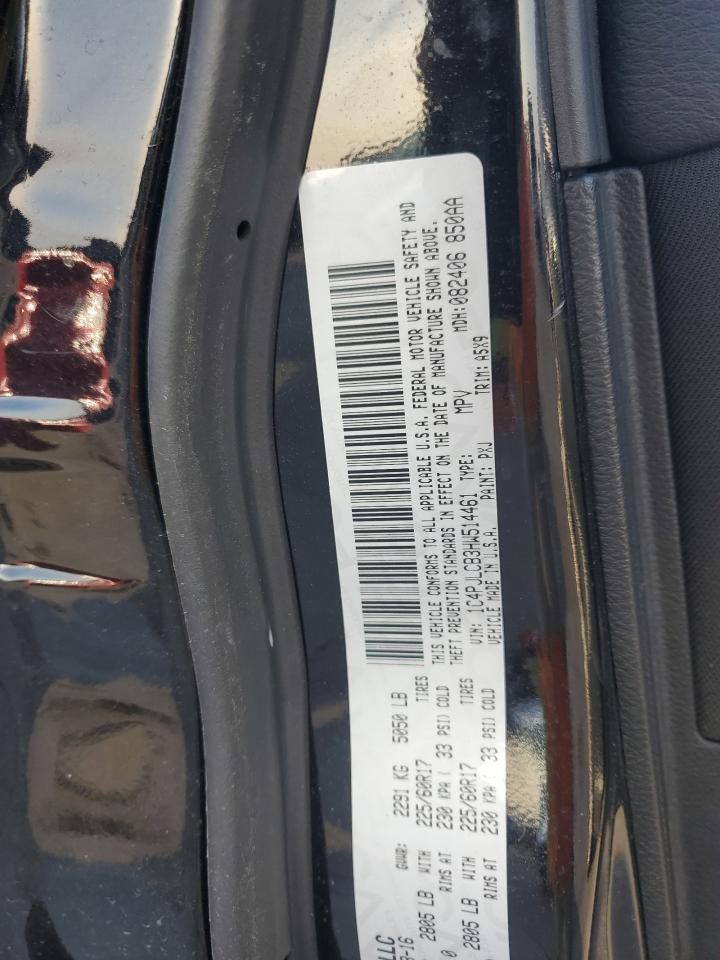 LLC
-16 GVWR: 2291 KG 5050 LB
2805 LB WITH 225/60R17 TIRES
RIMS AT 230 KPA ( 33 PSI) COLD
2805 LB WITH 225/60R17 TIRES
RIMS AT 230 KPA ( 33 PSI) COLD
THIS VEHICLE CONFORMS TO ALL APPLICABLE U.S.A. FEDERAL MOTOR VEHICLE SAFETY AND
THEFT PREVENTION STANDARDS IN EFFECT ON THE DATE OF MANUFACTURE SHOWN ABOVE.
VIN: 1C4PJLCB3HW514461 TYPE: MPV MDH:082406 850AA
VEHICLE MADE IN U.S.A. PAINT: PXJ TRIM: A5X9